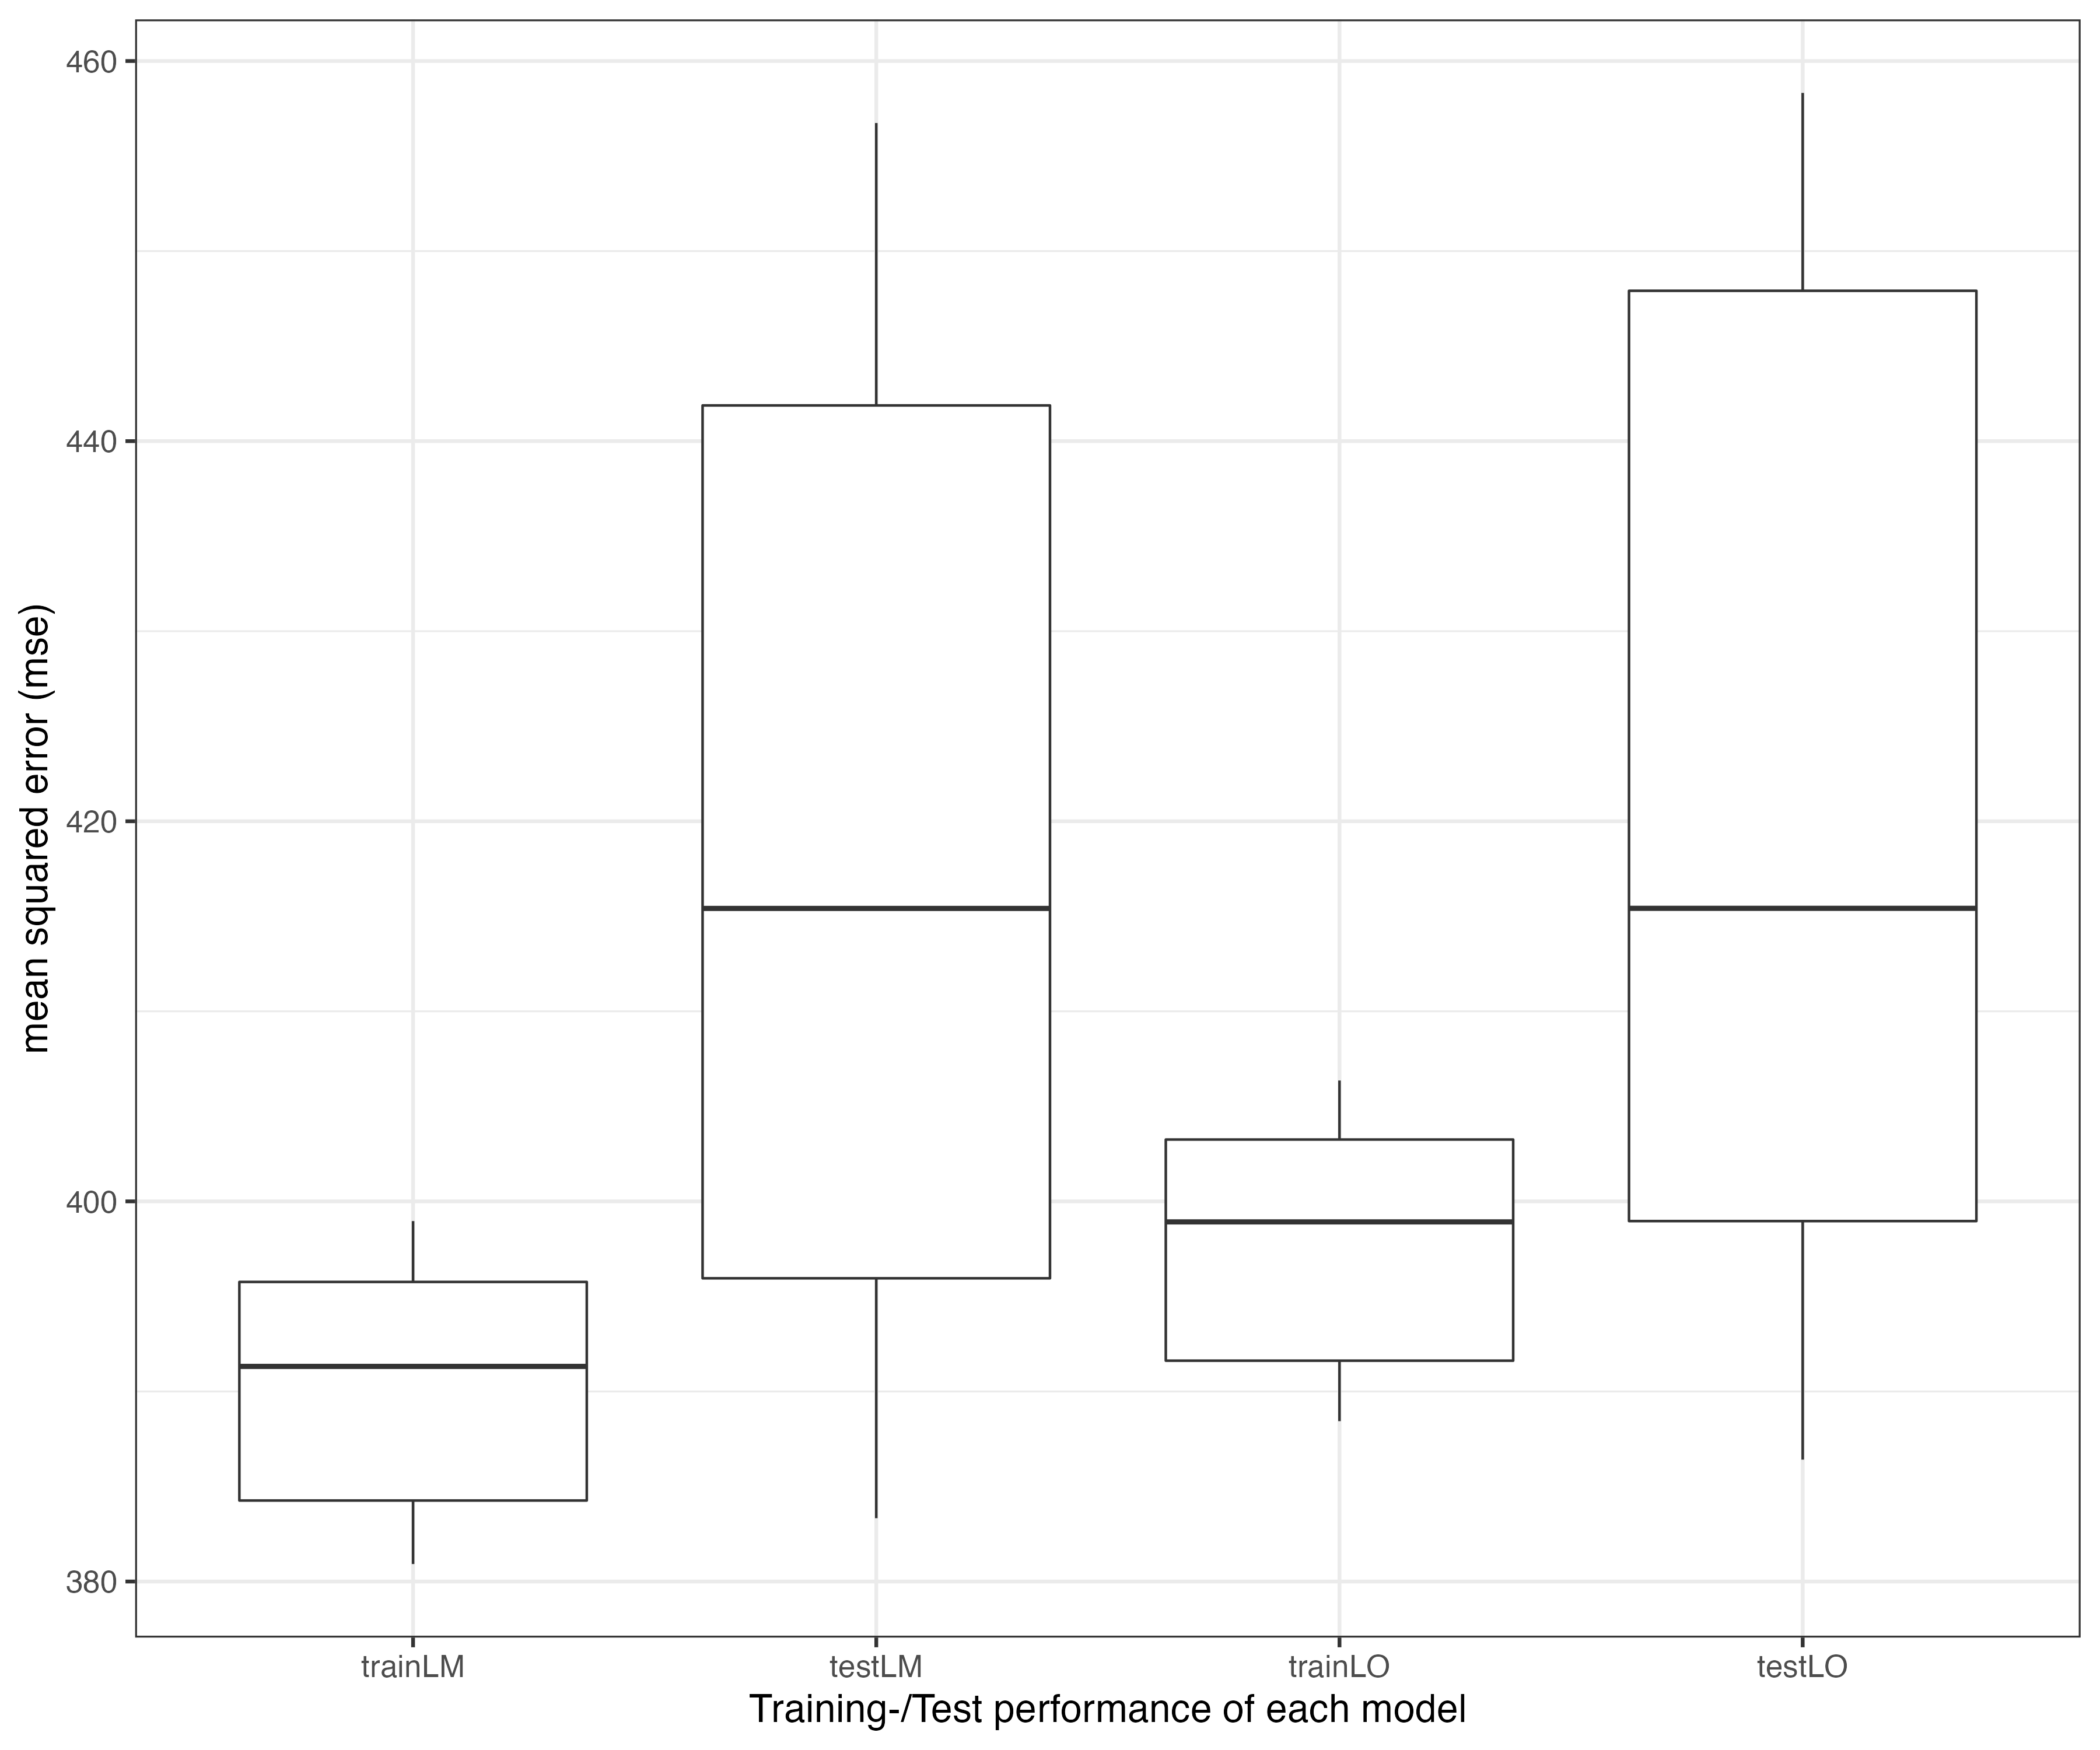 mean squared error (mse)
460
440
420
400
380
trainLM
testLM
trainLO
testLO
Training-/Test performance of each model